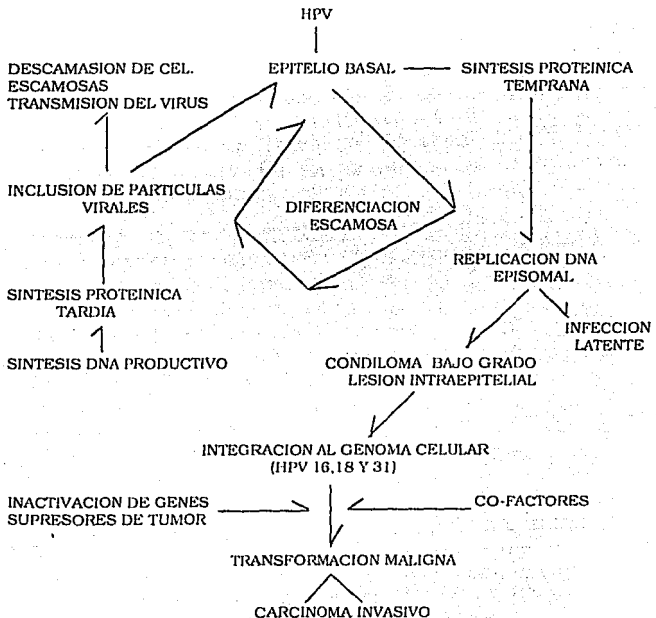 HPV
DESCAMASION DE CEL.
ESCAMOSAS
TRANSMISION DEL VIRUS
EPITELIO BASAL
SINTESIS PROTEINICA
TEMPRANA
INCLUSION DE PARTICULAS
VIRALES
DIFERENCIACION
ESCAMOSA
REPLICACION DNA
EPISOMAL
SINTESIS PROTEINICA
TARDIA
INFECCION
LATENTE
SINTESIS DNA PRODUCTIVO
CONDILOMA BAJO GRADO
LESION INTRAEPITELIAL
INTEGRACION AL GENOMA CELULAR
(HPV 16,18 Y 31)
INACTIVACION DE GENES
SUPRESORES DE TUMOR
CO-FACTORES
TRANSFORMACION MALIGNA
CARCINOMA INVASIVO